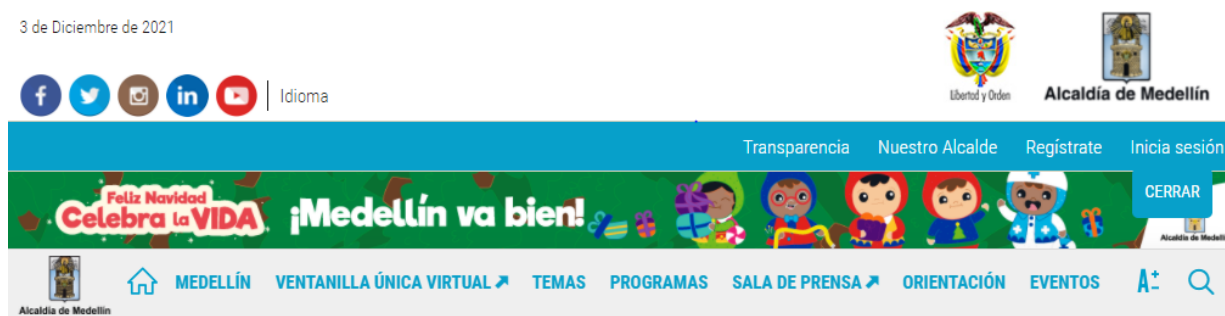 3 de Diciembre de 2021
Libertad y Orden
Alcaldía de Medellín
Idioma
Transparencia Nuestro Alcalde Regístrate Inicia sesión
Feliz Navidad
Celebra la VIDA
¡Medellín va bien!
CERRAR
Alcaldía de Medellín
Alcaldía de Medellín
MEDELLÍN VENTANILLA ÚNICA VIRTUAL TEMAS PROGRAMAS SALA DE PRENSA ORIENTACIÓN EVENTOS A+-